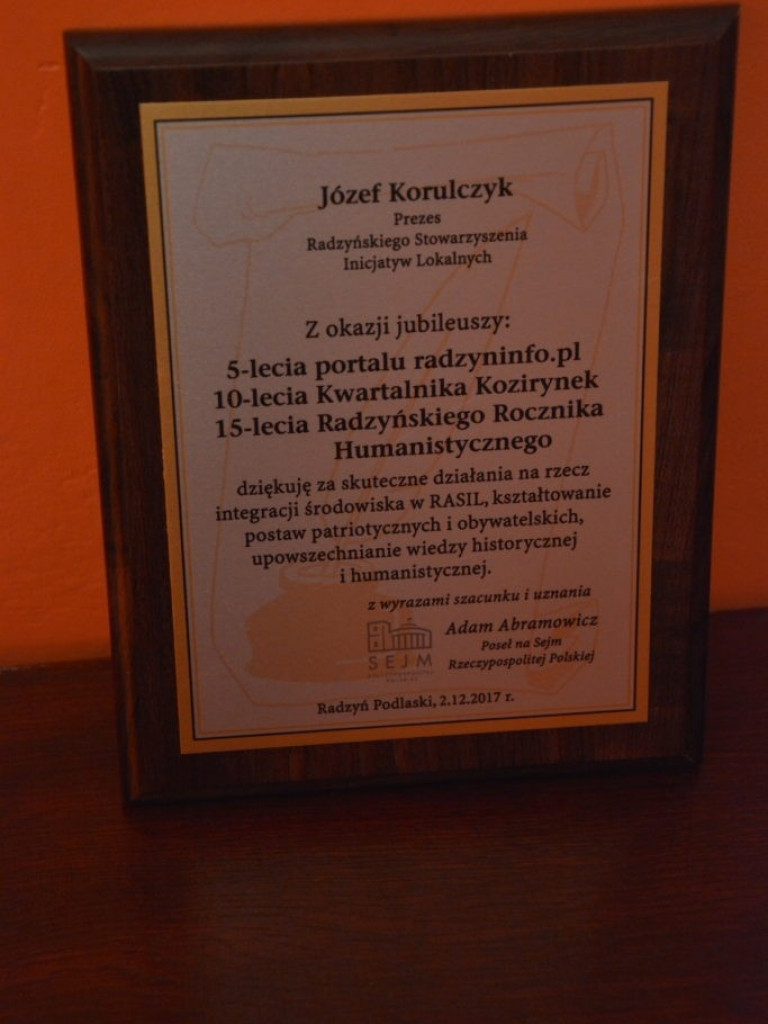 Józef Korulczyk
Prezes
Radzyńskiego Stowarzyszenia
Inicjatyw Lokalnych
Z okazji jubileuszy:
5-lecia portalu radzyninfo.pl
10-lecia Kwartalnika Kozirynek
15-lecia Radzyńskiego Rocznika
Humanistycznego
dziękuję za skuteczne działania na rzecz
integracji środowiska w RASIL, kształtowanie
postaw patriotycznych i obywatelskich,
upowszechnianie wiedzy historycznej
i humanistycznej.
z wyrazami szacunku i uznania
Adam Abramowicz
Poseł na Sejm
Rzeczypospolitej Polskiej
SEJM
Radzyń Podlaski, 2.12.2017 r.